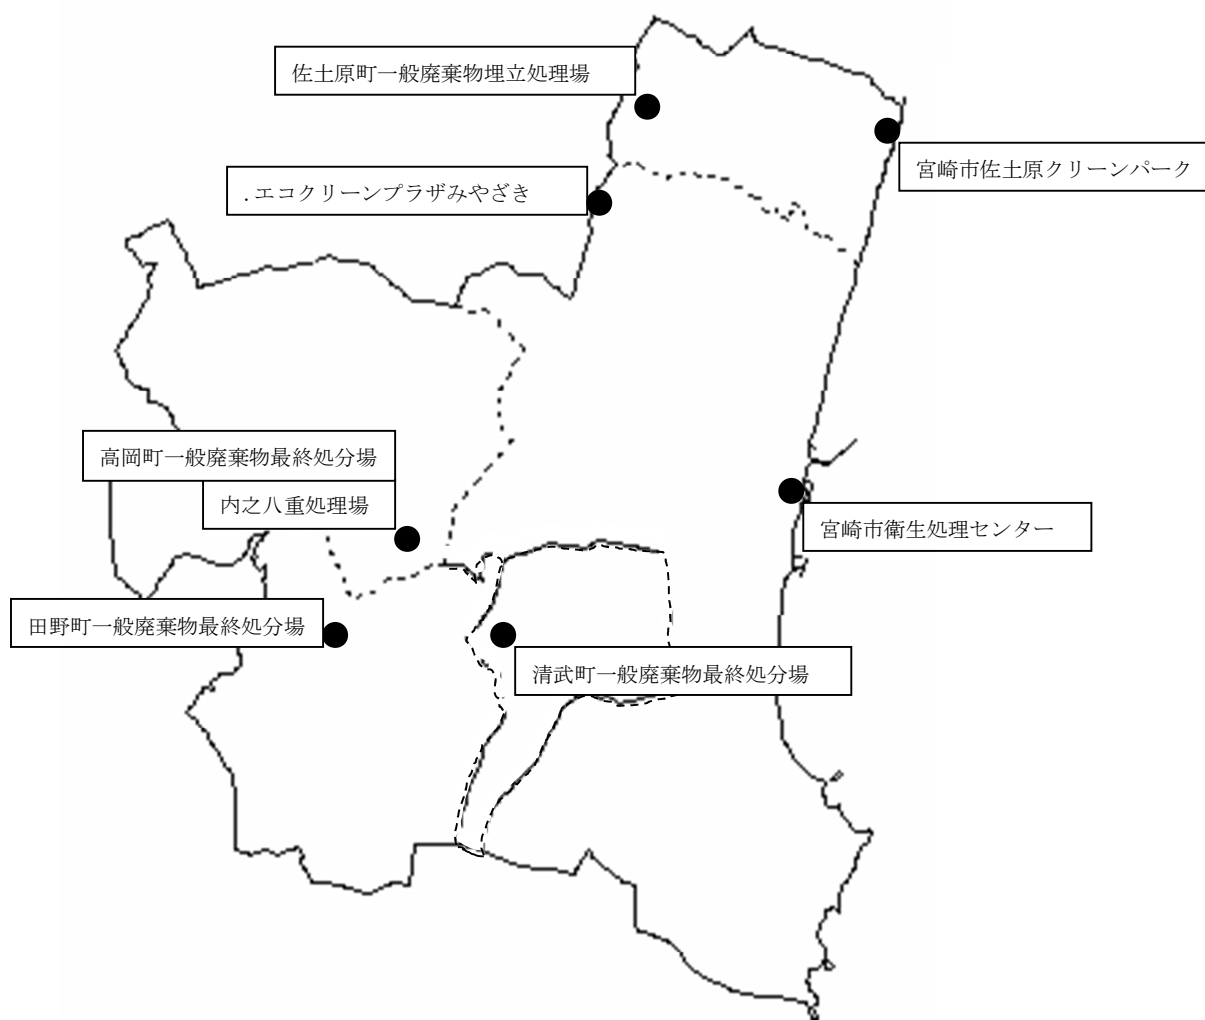 佐土原町一般廃棄物埋立処理場
宮崎市佐土原クリーンパーク
.エコクリーンプラザみやざき
高岡町一般廃棄物最終処分場
内之八重処理場
宮崎市衛生処理センター
田野町一般廃棄物最終処分場
清武町一般廃棄物最終処分場